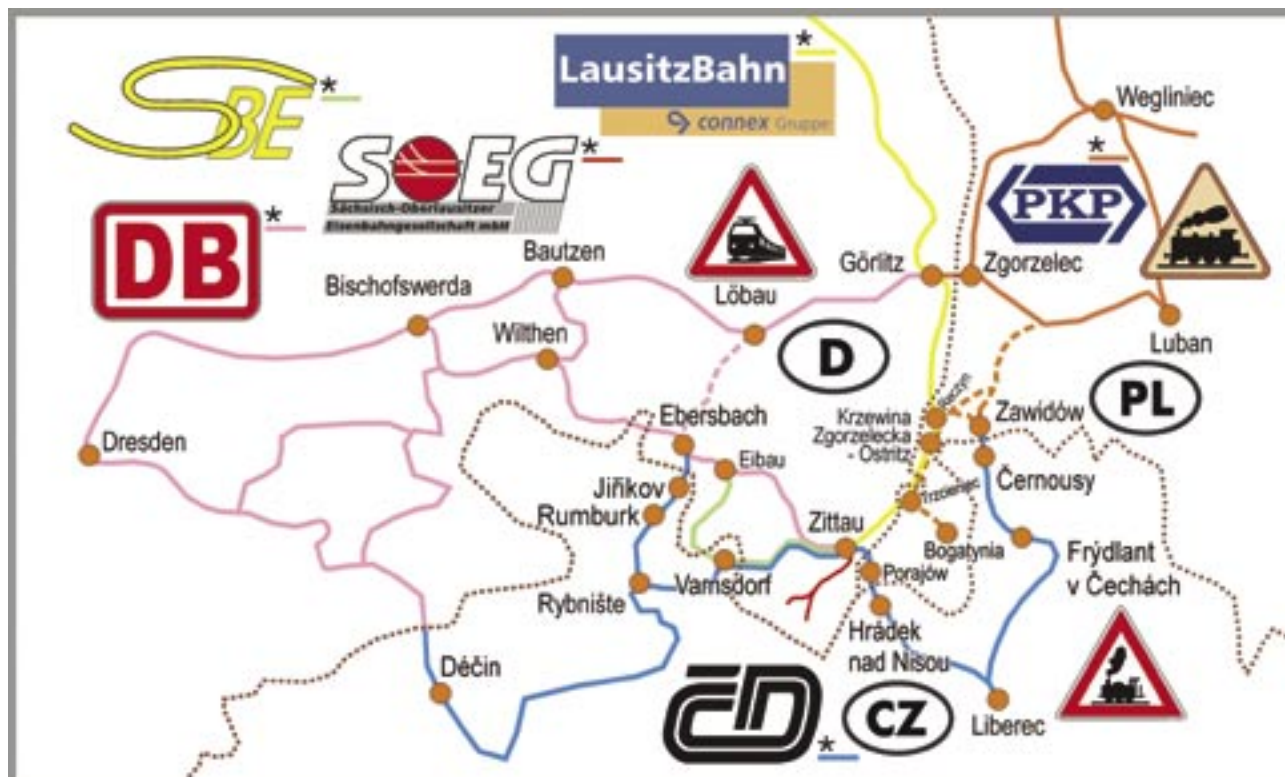 SBE
*
LausitzBahn
*
connex Gruppe
SOEG
*
Sächsisch-Oberlausitzer
Eisenbahngesellschaft mbH
DB
*
Wegliniec
*
PKP
Bautzen
Görlitz
Zgorzelec
Bischofswerda
Löbau
Wilthen
D
Luban
PL
Ebersbach
Krzewina
Zgorzelecka
- Ostritz
Reczyn
Zawidów
Dresden
Eibau
Jiříkov
Trzcieniec
Černousy
Rumburk
Zittau
Bogatynia
Frýdlant
v Čechách
Varnsdorf
Porajów
Rybniště
Hrádek
nad Nisou
Děčín
ČD
*
CZ
Liberec